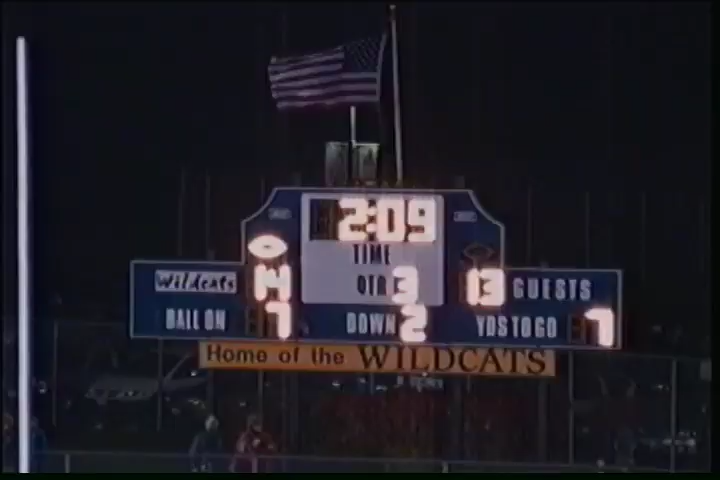 2:09
TIME
QTR 3
Wildcats 14
13 GUESTS
BALL ON 7
DOWN 2
YDS TO GO 7
Home of the WILDCATS